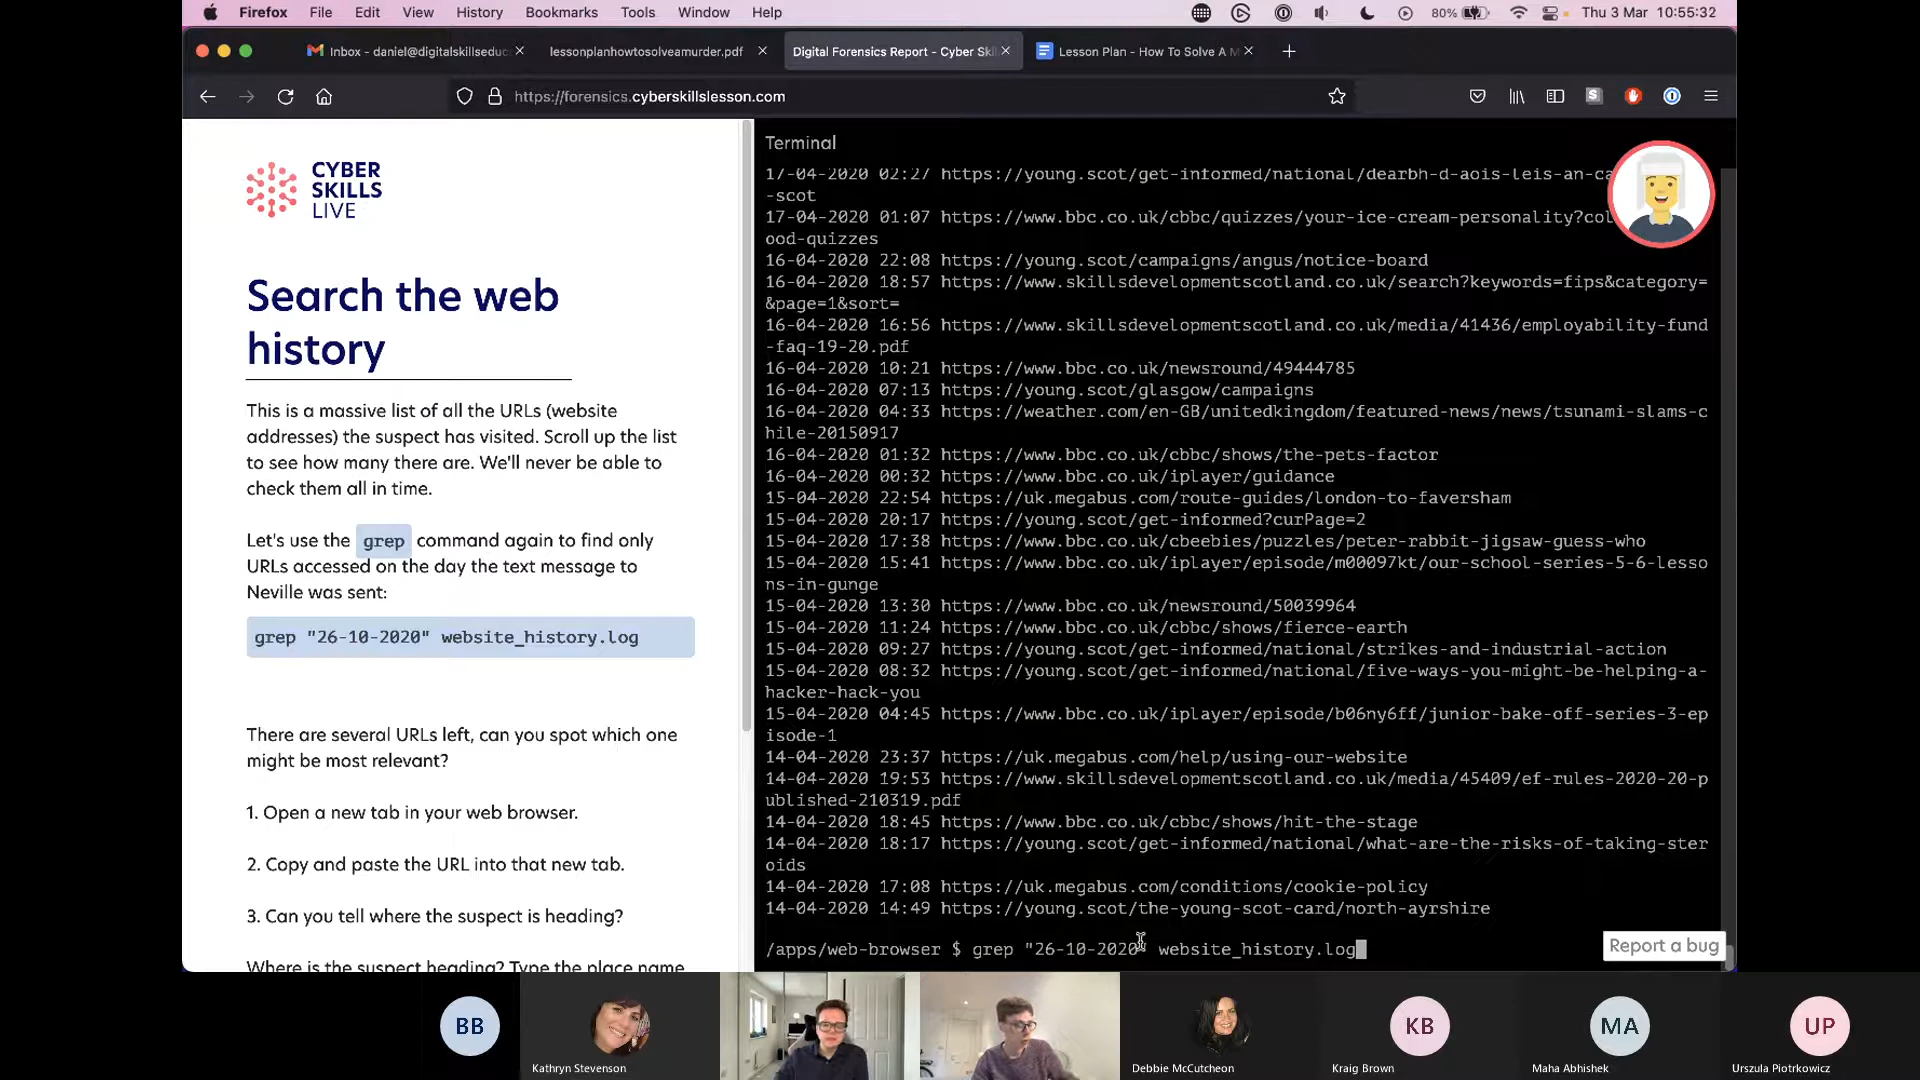 Firefox File Edit View History Bookmarks Tools Window Help 80% Thu 3 Mar 10:55:32
Inbox - daniel@digitalskillseduc lessonplanhowtosolveamurder.pdf Digital Forensics Report - Cyber Ski Lesson Plan - How To Solve A M
https://forensics.cyberskillslesson.com
CYBER
SKILLS
LIVE
Search the web
history
This is a massive list of all the URLs (website
addresses) the suspect has visited. Scroll up the list
to see how many there are. We'll never be able to
check them all in time.
Let's use the grep command again to find only
URLs accessed on the day the text message to
Neville was sent:
grep "26-10-2020" website_history.log
There are several URLs left, can you spot which one
might be most relevant?
1. Open a new tab in your web browser.
2. Copy and paste the URL into that new tab.
3. Can you tell where the suspect is heading?
Where is the suspect heading? Type the place name
Terminal
17-04-2020 02:27 https://young.scot/get-informed/national/dearbh-d-aois-leis-an-ca
-scot
17-04-2020 01:07 https://www.bbc.co.uk/cbbc/quizzes/your-ice-cream-personality?col
ood-quizzes
16-04-2020 22:08 https://young.scot/campaigns/angus/notice-board
16-04-2020 18:57 https://www.skillsdevelopmentscotland.co.uk/search?keywords=fips&category=
&page=1&sort=
16-04-2020 16:56 https://www.skillsdevelopmentscotland.co.uk/media/41436/employability-fund
-faq-19-20.pdf
16-04-2020 10:21 https://www.bbc.co.uk/newsround/49444785
16-04-2020 07:13 https://young.scot/glasgow/campaigns
16-04-2020 04:33 https://weather.com/en-GB/unitedkingdom/featured-news/news/tsunami-slams-c
hile-20150917
16-04-2020 01:32 https://www.bbc.co.uk/cbbc/shows/the-pets-factor
16-04-2020 00:32 https://www.bbc.co.uk/iplayer/guidance
15-04-2020 22:54 https://uk.megabus.com/route-guides/london-to-faversham
15-04-2020 20:17 https://young.scot/get-informed?curPage=2
15-04-2020 17:38 https://www.bbc.co.uk/cbeebies/puzzles/peter-rabbit-jigsaw-guess-who
15-04-2020 15:41 https://www.bbc.co.uk/iplayer/episode/m00097kt/our-school-series-5-6-lesso
ns-in-gunge
15-04-2020 13:30 https://www.bbc.co.uk/newsround/50039964
15-04-2020 11:24 https://www.bbc.co.uk/cbbc/shows/fierce-earth
15-04-2020 09:27 https://young.scot/get-informed/national/strikes-and-industrial-action
15-04-2020 08:32 https://young.scot/get-informed/national/five-ways-you-might-be-helping-a-
hacker-hack-you
15-04-2020 04:45 https://www.bbc.co.uk/iplayer/episode/b06ny6ff/junior-bake-off-series-3-ep
isode-1
14-04-2020 23:37 https://uk.megabus.com/help/using-our-website
14-04-2020 19:53 https://www.skillsdevelopmentscotland.co.uk/media/45409/ef-rules-2020-20-p
ublished-210319.pdf
14-04-2020 18:45 https://www.bbc.co.uk/cbbc/shows/hit-the-stage
14-04-2020 18:17 https://young.scot/get-informed/national/what-are-the-risks-of-taking-ster
oids
14-04-2020 17:08 https://uk.megabus.com/conditions/cookie-policy
14-04-2020 14:49 https://young.scot/the-young-scot-card/north-ayrshire
/apps/web-browser $ grep "26-10-2020" website_history.log
Report a bug
BB KB MA UP
Kathryn Stevenson Debbie McCutcheon Kraig Brown Maha Abhishek Urszula Piotrkowicz